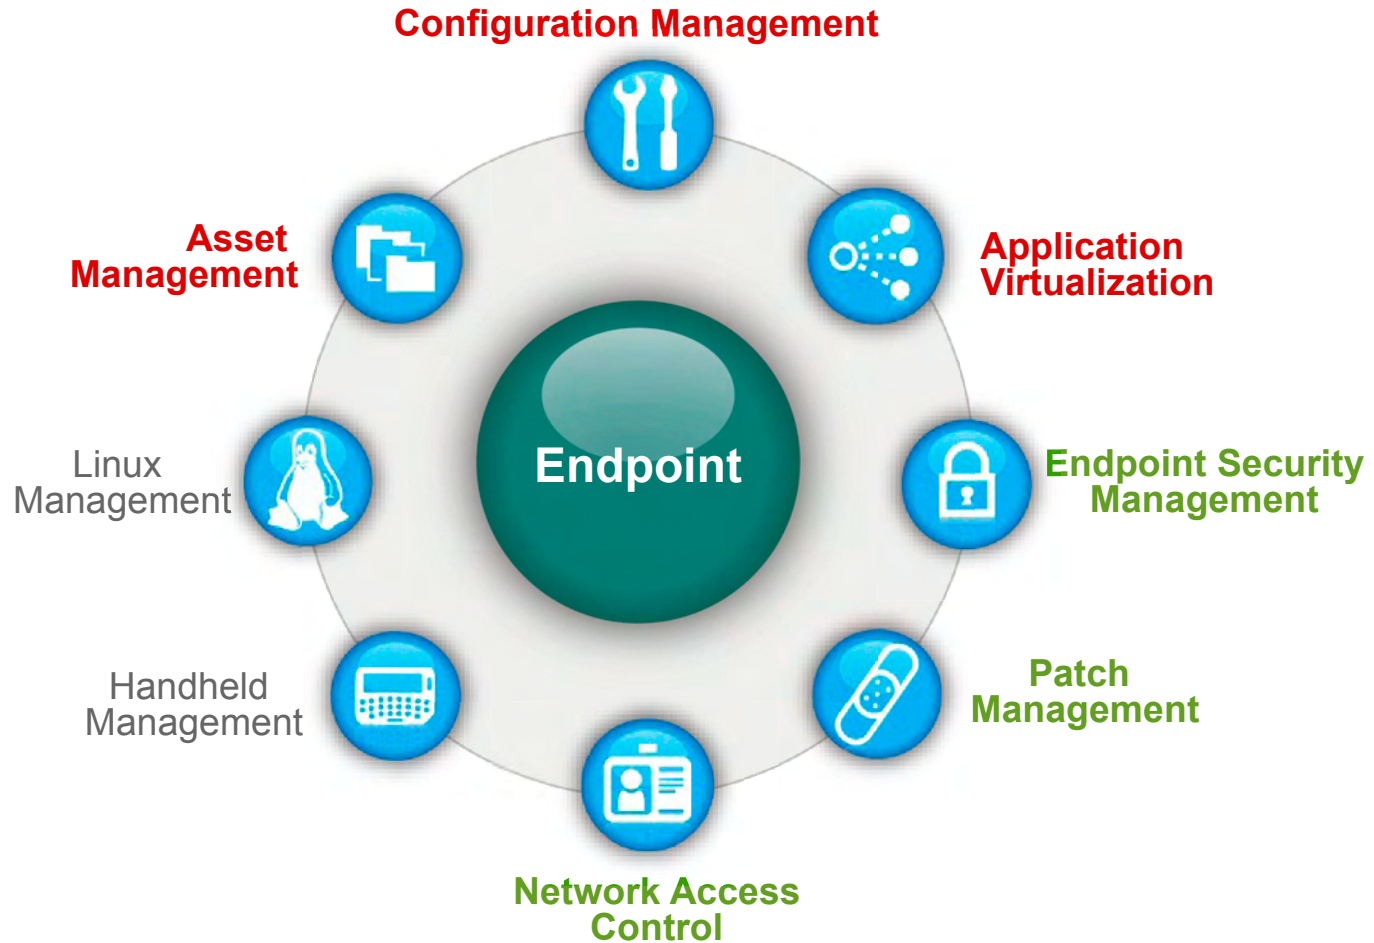 Configuration Management
Asset
Management
Application
Virtualization
Linux
Management
Endpoint
Endpoint Security
Management
Handheld
Management
Patch
Management
Network Access
Control